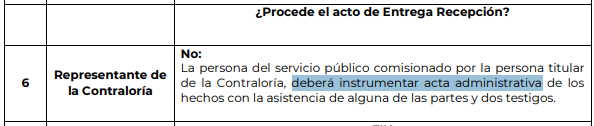 ¿Procede el acto de Entrega Recepción?
6
Representante de
la Contraloría
No:
La persona del servicio público comisionado por la persona titular
de la Contraloría, deberá instrumentar acta administrativa de los
hechos con la asistencia de alguna de las partes y dos testigos.